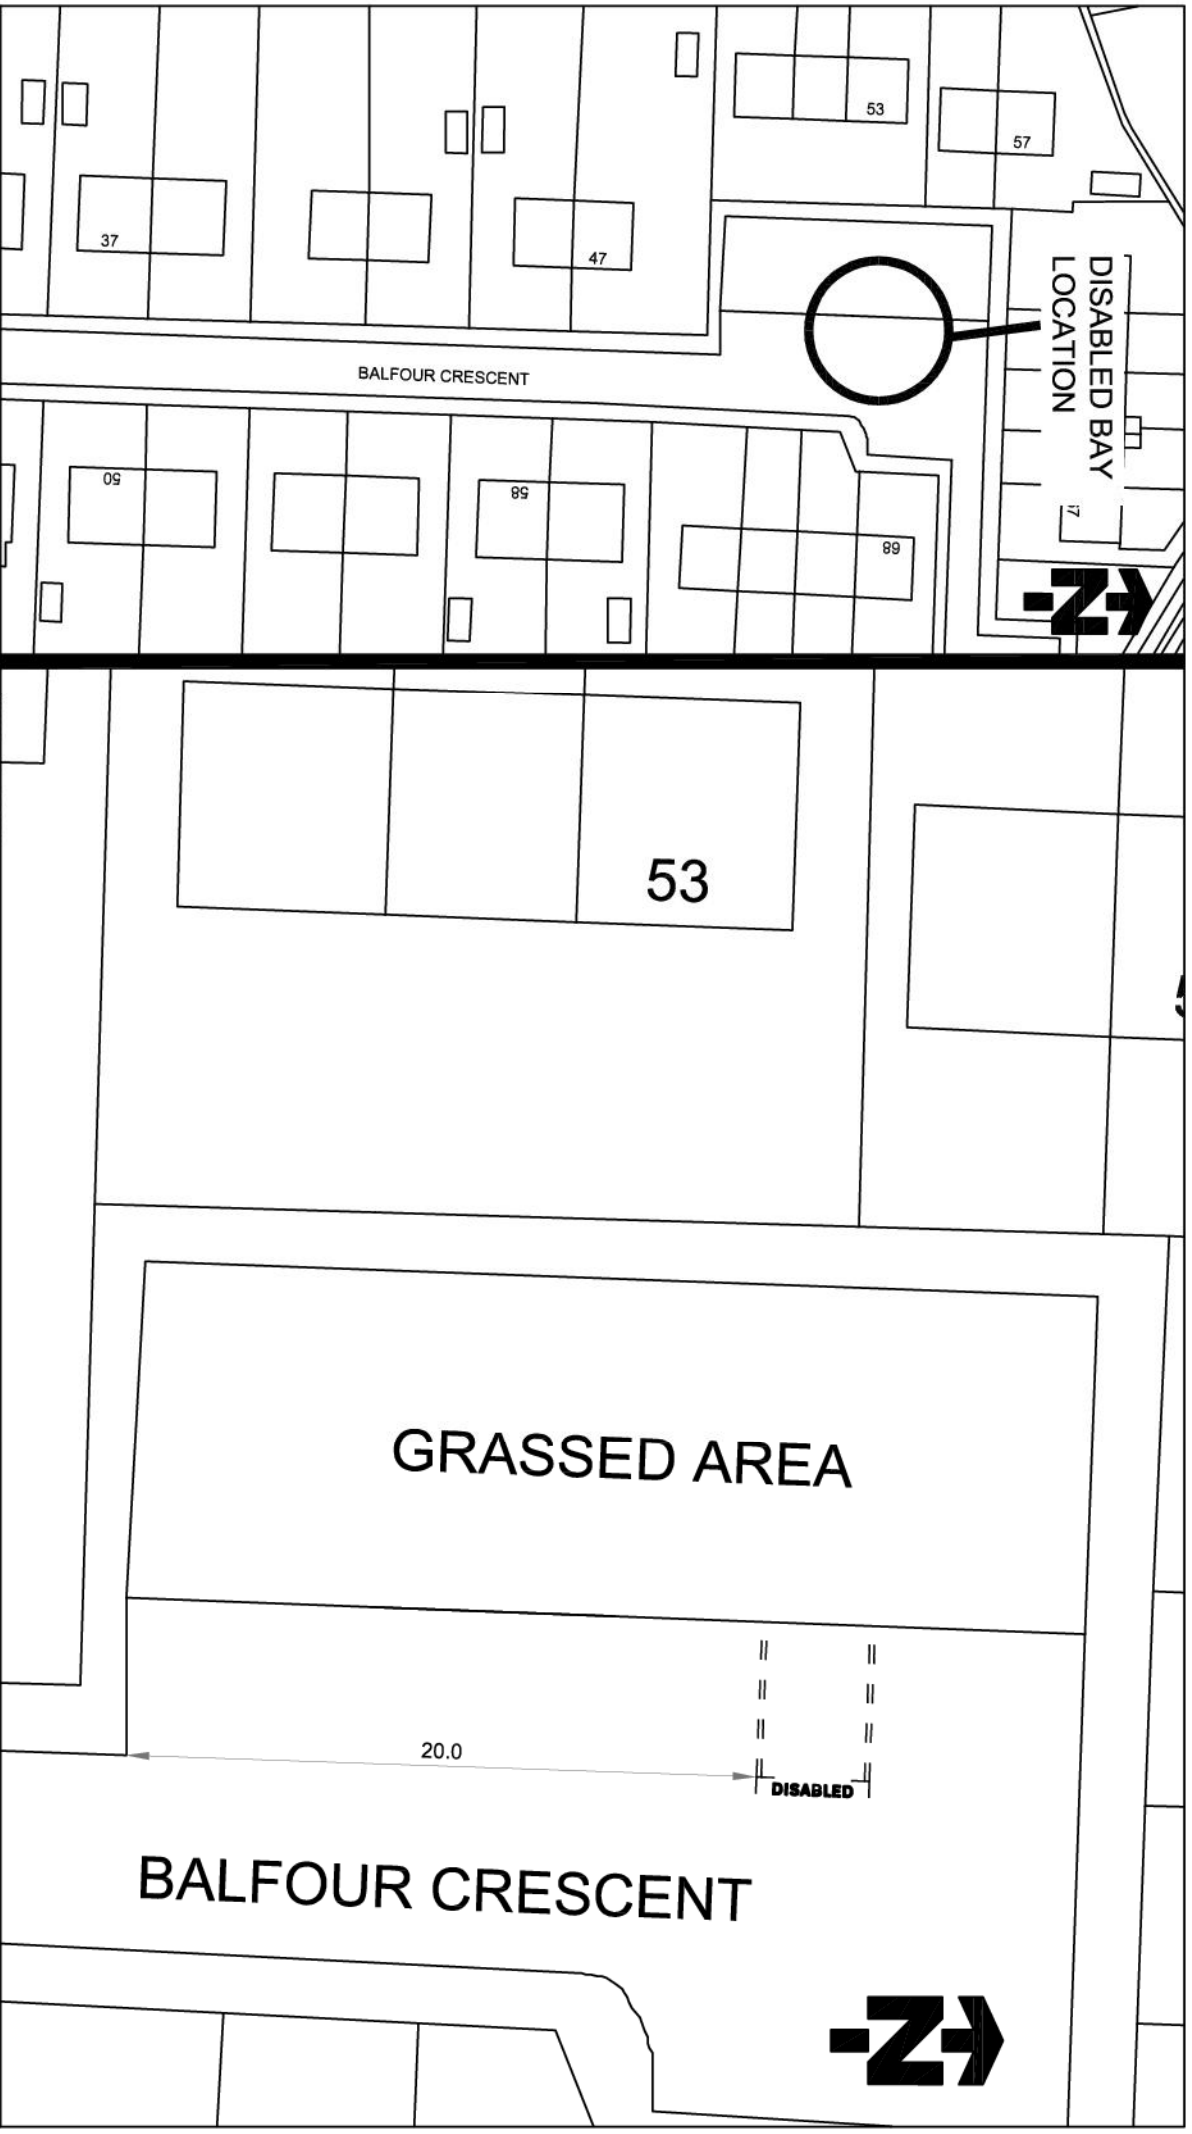 53
57
37
47
DISABLED BAY
LOCATION
BALFOUR CRESCENT
50
58
68
N
53
GRASSED AREA
20.0
DISABLED
BALFOUR CRESCENT
N